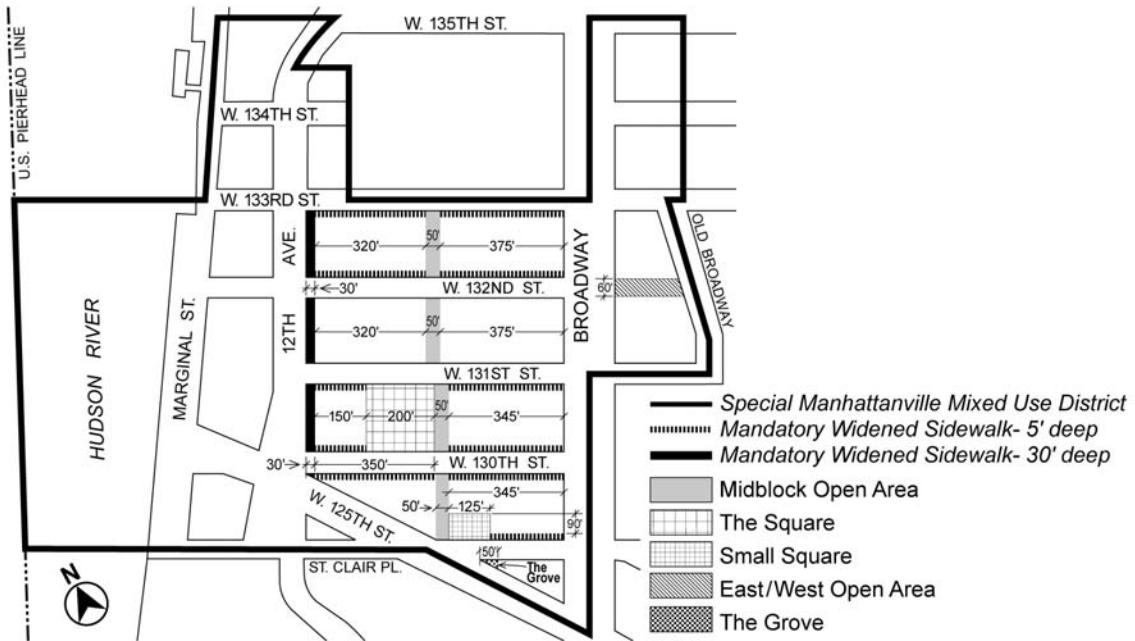 W. 135TH ST.
U.S. PIERHEAD LINE
W. 134TH ST.
W. 133RD ST.
OLD BROADWAY
AVE.
320'
50'
375'
BROADWAY
60'
30'
W. 132ND ST.
HUDSON RIVER
MARGINAL ST.
12TH
320'
50'
375'
W. 131ST ST.
150'
200'
50'
345'
30'
350'
W. 130TH ST.
W. 125TH ST.
345'
50'
125'
90'
50'
The
Grove
ST. CLAIR PL.
N
Special Manhattanville Mixed Use District
Mandatory Widened Sidewalk- 5' deep
Mandatory Widened Sidewalk- 30' deep
Midblock Open Area
The Square
Small Square
East/West Open Area
The Grove